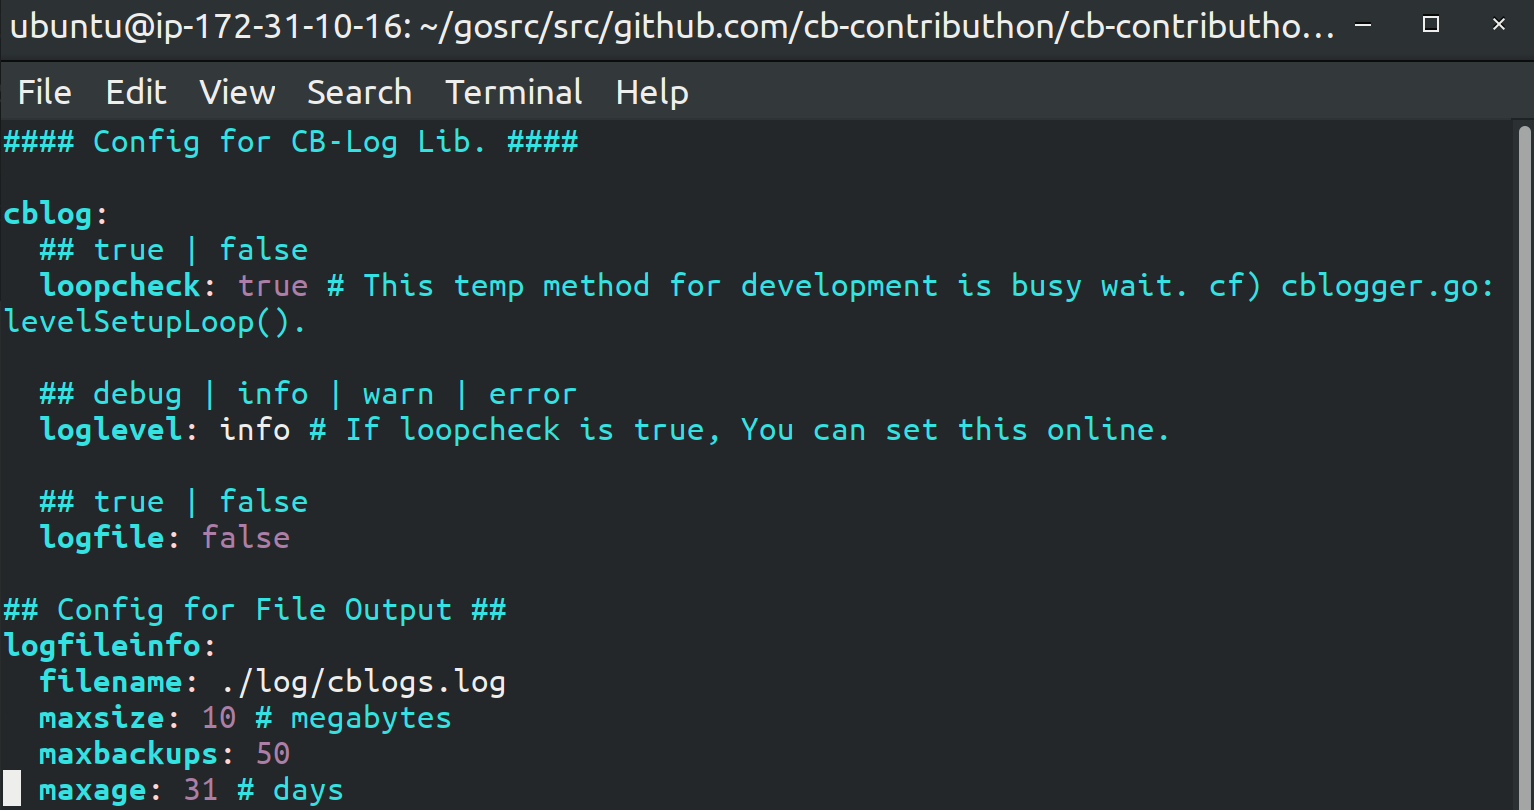 ubuntu@ip-172-31-10-16: ~/gosrc/src/github.com/cb-contributhon/cb-contributho...
File Edit View Search Terminal Help
#### Config for CB-Log Lib. ####
cblog:
  ## true | false
  loopcheck: true # This temp method for development is busy wait. cf) cblogger.go:
levelSetupLoop().
  ## debug | info | warn | error
  loglevel: info # If loopcheck is true, You can set this online.
  ## true | false
  logfile: false
## Config for File Output ##
logfileinfo:
  filename: ./log/cblogs.log
  maxsize: 10 # megabytes
  maxbackups: 50
  maxage: 31 # days